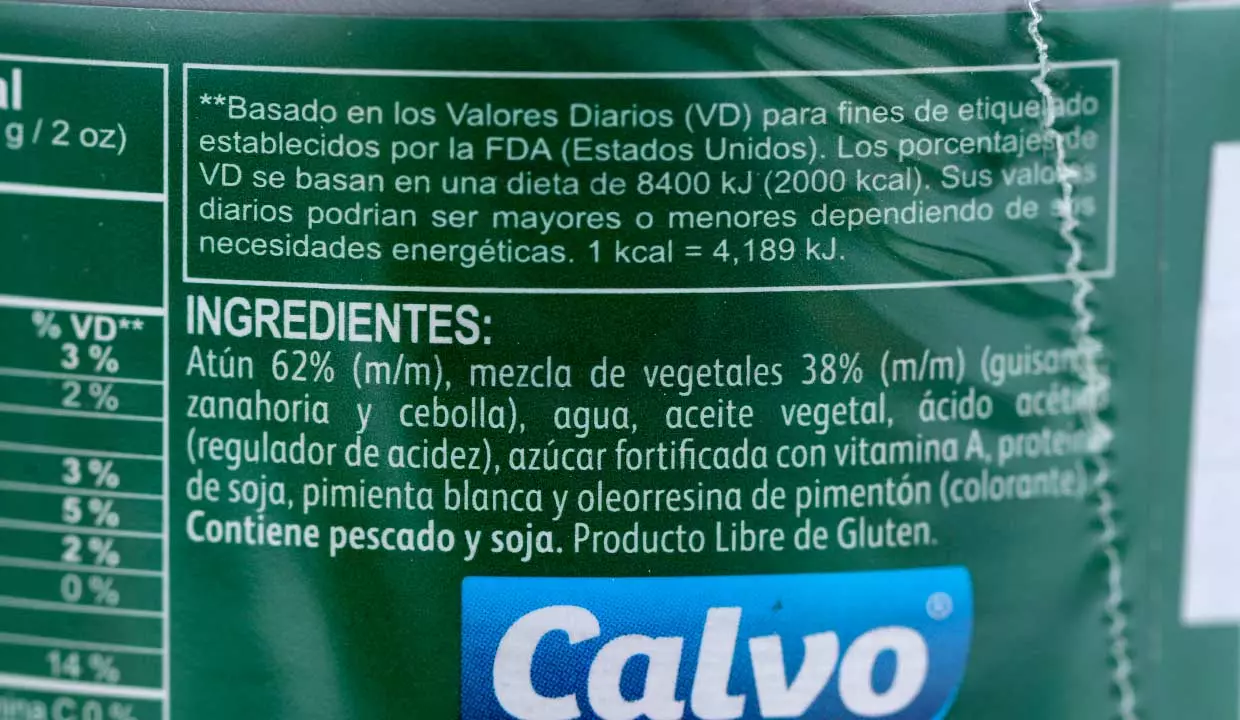 al
g / 2 oz)
% VD**
3 %
2 %
3 %
5 %
2 %
0 %
14 %
C 0 %
**Basado en los Valores Diarios (VD) para fines de etiquetado
establecidos por la FDA (Estados Unidos). Los porcentajes de
VD se basan en una dieta de 8400 kJ (2000 kcal). Sus valores
diarios podrian ser mayores o menores dependiendo de sus
necesidades energéticas. 1 kcal = 4,189 kJ.
INGREDIENTES:
Atún 62% (m/m), mezcla de vegetales 38% (m/m)
zanahoria y cebolla), agua, aceite vegetal, ácido
(regulador de acidez), azúcar fortificada con vitamina A, proteína
de soja, pimienta blanca y oleorresina de pimentón (colorante)
Contiene pescado y soja. Producto Libre de Gluten.
Calvo®